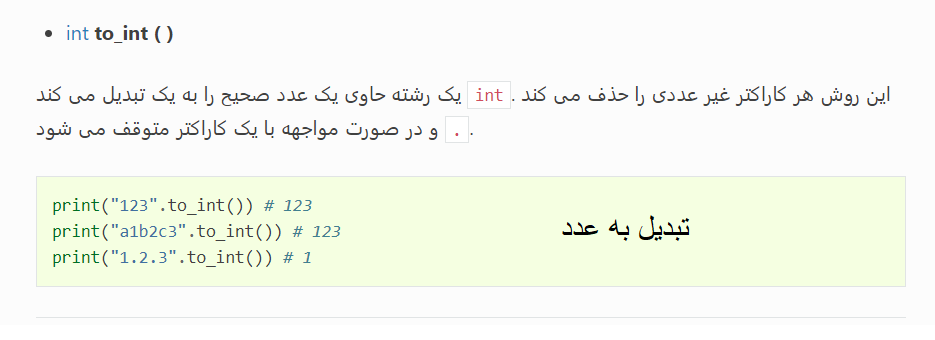 int to_int ( )
یک رشته حاوی یک عدد صحیح را به یک تبدیل می کند int. این روش هر کاراکتر غیر عددی را حذف می کند
و در صورت مواجهه با یک کاراکتر متوقف می شود . .
print("123".to_int()) # 123
print("a1b2c3".to_int()) # 123
تبدیل به عدد
print("1.2.3".to_int()) # 1